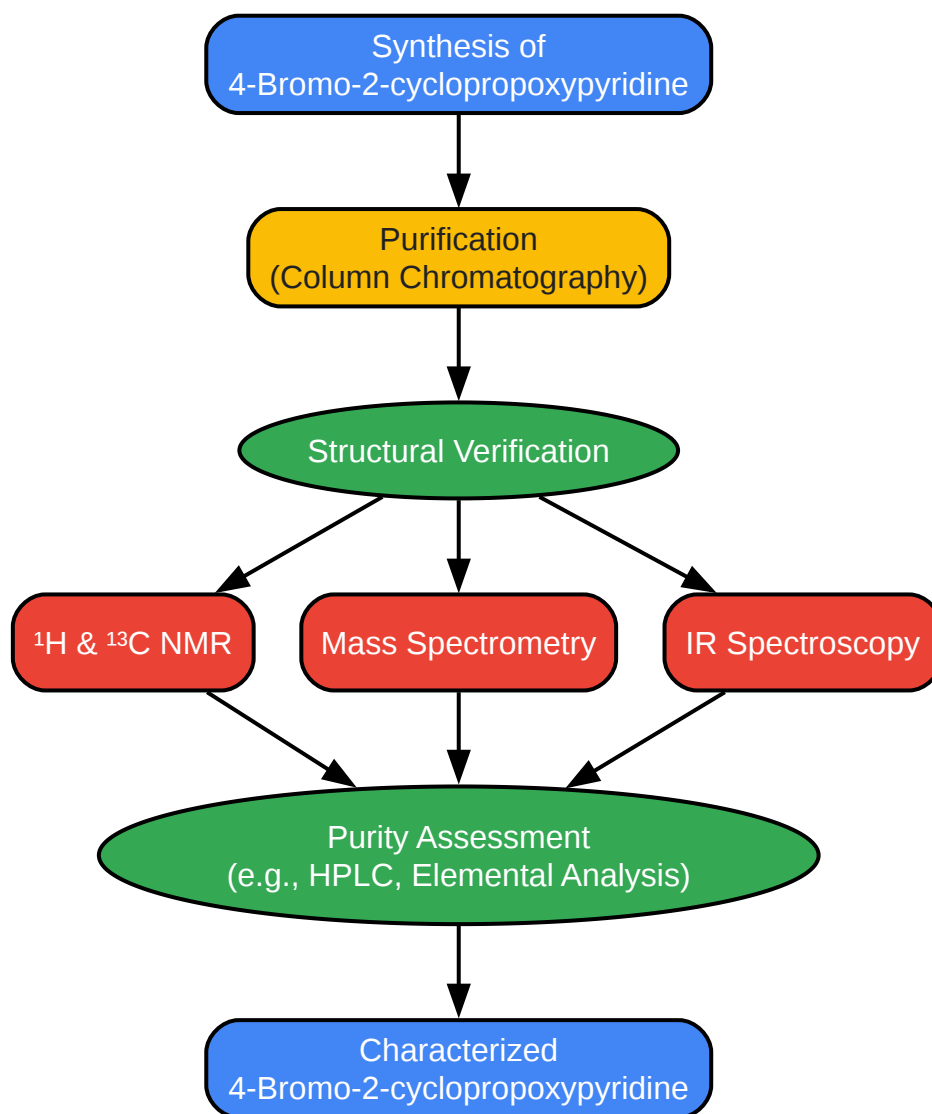 Synthesis of
4-Bromo-2-cyclopropoxypyridine
Purification
(Column Chromatography)
Structural Verification
¹H & ¹³C NMR
Mass Spectrometry
IR Spectroscopy
Purity Assessment
(e.g., HPLC, Elemental Analysis)
Characterized
4-Bromo-2-cyclopropoxypyridine